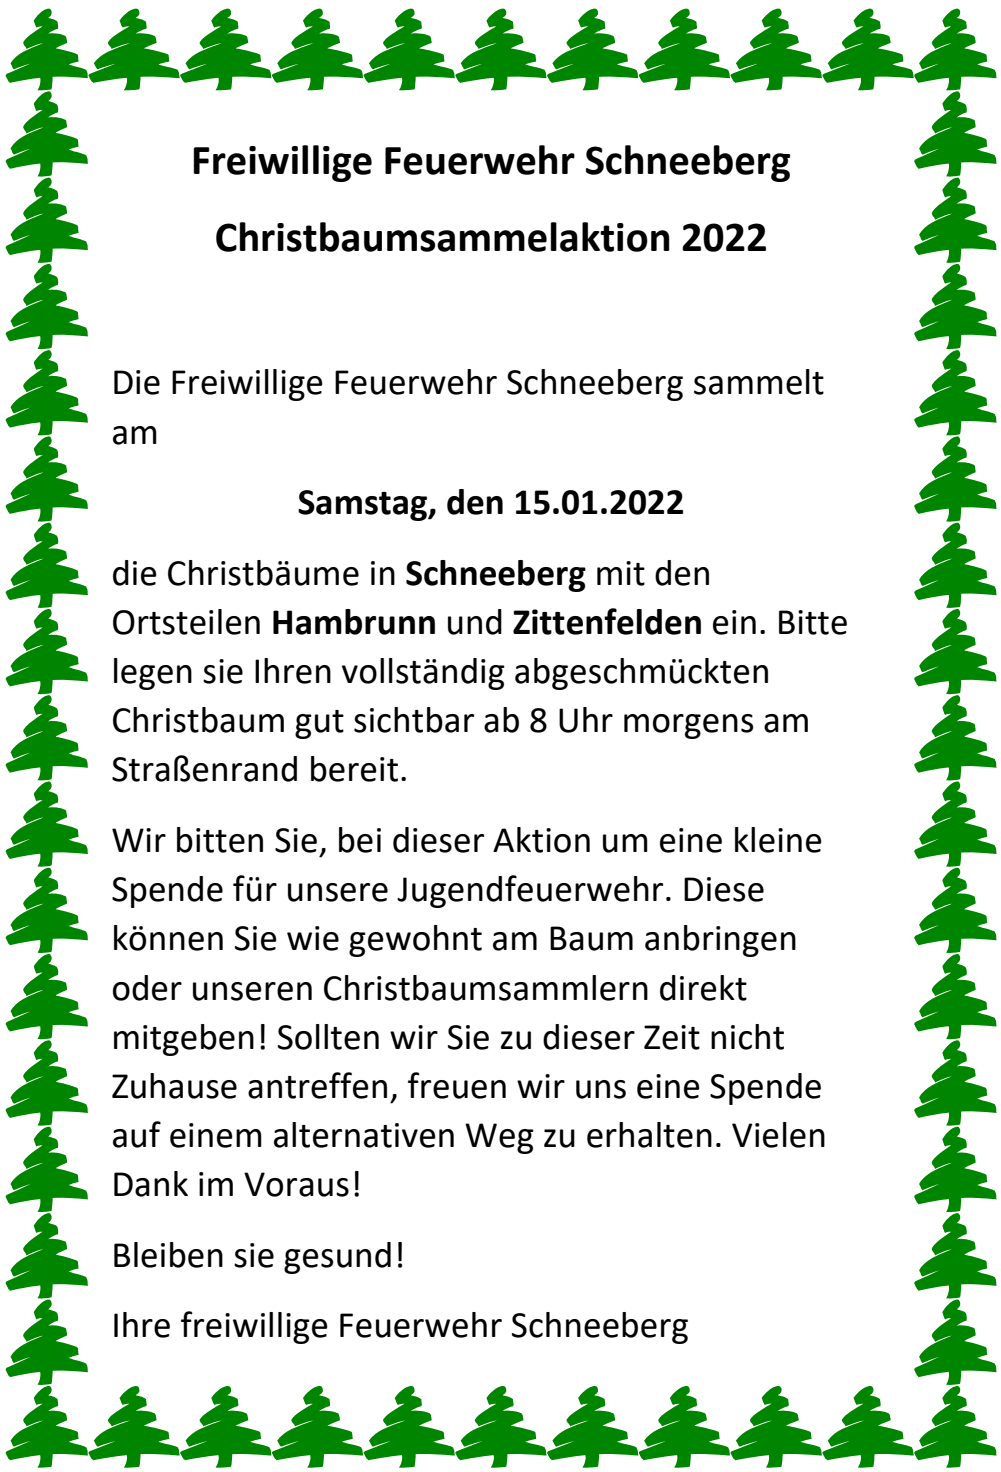 Freiwillige Feuerwehr Schneeberg
Christbaumsammelaktion 2022
Die Freiwillige Feuerwehr Schneeberg sammelt
am
Samstag, den 15.01.2022
die Christbäume in Schneeberg mit den
Ortsteilen Hambrunn und Zittenfelden ein. Bitte
legen sie Ihren vollständig abgeschmückten
Christbaum gut sichtbar ab 8 Uhr morgens am
Straßenrand bereit.
Wir bitten Sie, bei dieser Aktion um eine kleine
Spende für unsere Jugendfeuerwehr. Diese
können Sie wie gewohnt am Baum anbringen
oder unseren Christbaumsammlern direkt
mitgeben! Sollten wir Sie zu dieser Zeit nicht
Zuhause antreffen, freuen wir uns eine Spende
auf einem alternativen Weg zu erhalten. Vielen
Dank im Voraus!
Bleiben sie gesund!
Ihre freiwillige Feuerwehr Schneeberg